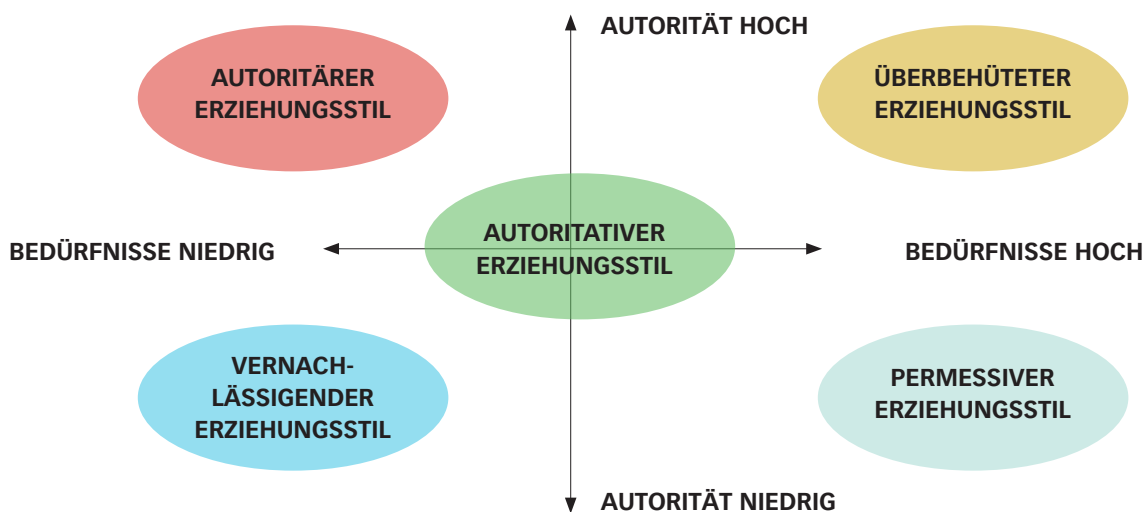 AUTORITÄT HOCH
AUTORITÄRER
ERZIEHUNGSSTIL
ÜBERBEHÜTETER
ERZIEHUNGSSTIL
BEDÜRFNISSE NIEDRIG
AUTORITATIVER
ERZIEHUNGSSTIL
BEDÜRFNISSE HOCH
VERNACH-
LÄSSIGENDER
ERZIEHUNGSSTIL
PERMESSIVER
ERZIEHUNGSSTIL
AUTORITÄT NIEDRIG